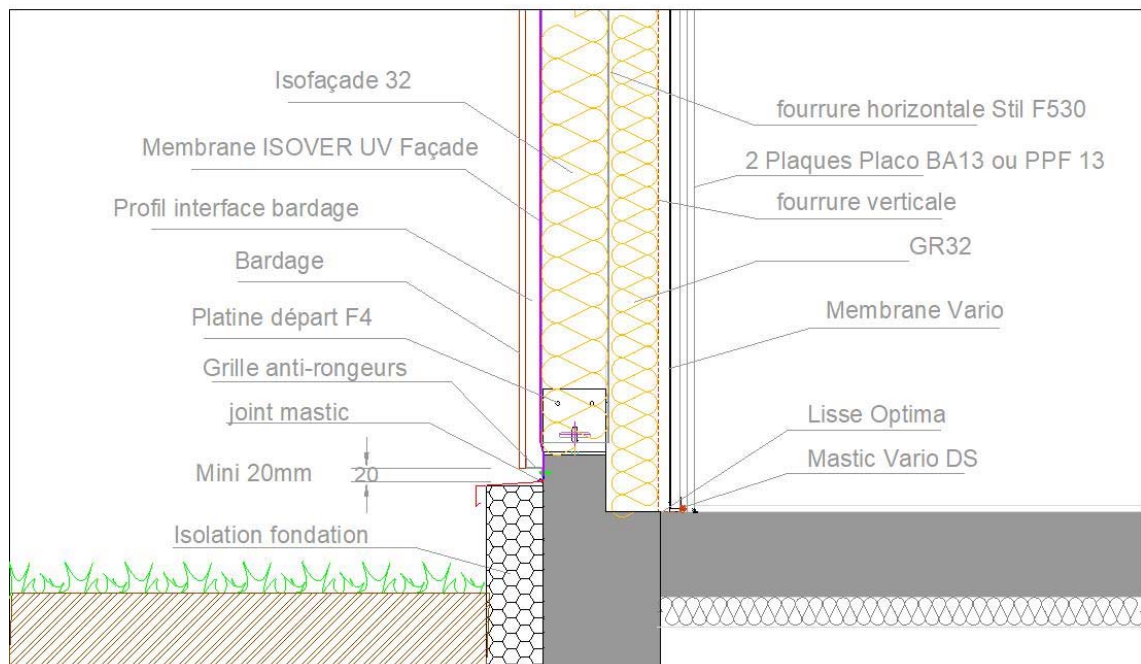 Isofaçade 32
Membrane ISOVER UV Façade
Profil interface bardage
Bardage
Platine départ F4
Grille anti-rongeurs
joint mastic
Mini 20mm
20
Isolation fondation
fourrure horizontale Stil F530
2 Plaques Placo BA13 ou PPF 13
fourrure verticale
GR32
Membrane Vario
Lisse Optima
Mastic Vario DS